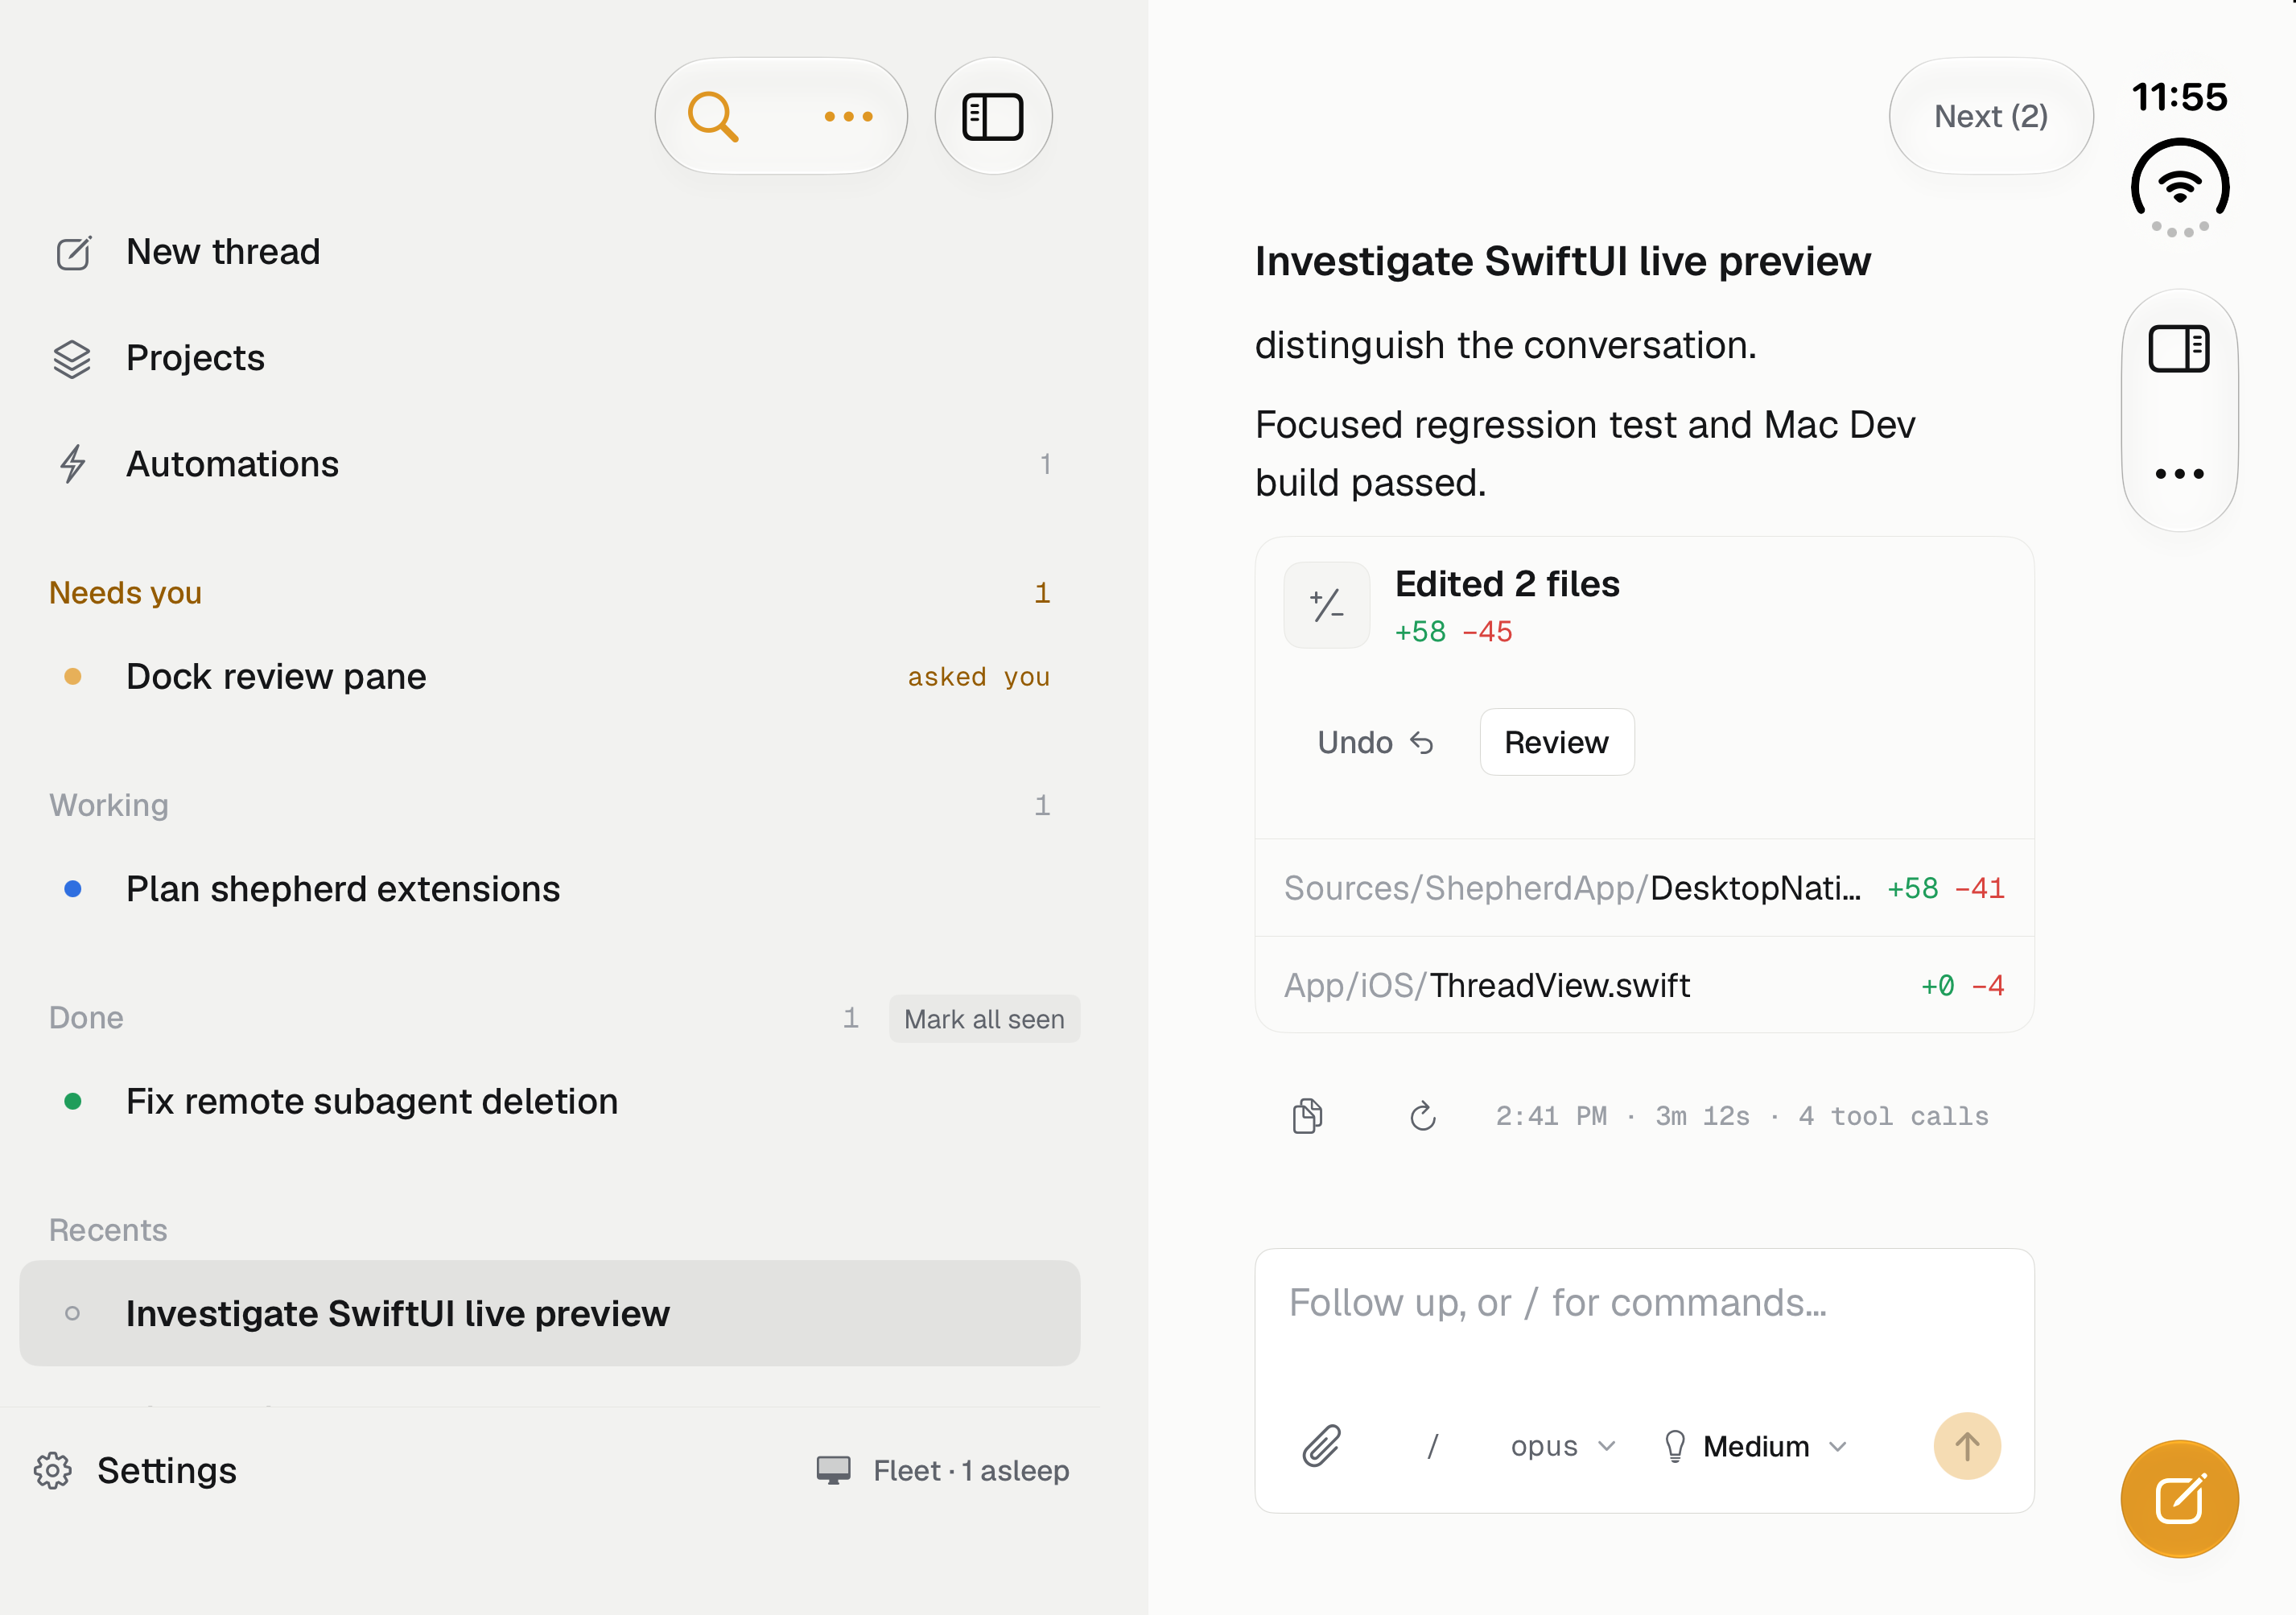 New thread
Projects
Automations 1
Needs you 1
Dock review pane asked you
Working 1
Plan shepherd extensions
Done 1 Mark all seen
Fix remote subagent deletion
Recents
Investigate SwiftUI live preview
Settings Fleet · 1 asleep
Next (2)
11:55
Investigate SwiftUI live preview
distinguish the conversation.
Focused regression test and Mac Dev
build passed.
Edited 2 files
+58 −45
Undo Review
Sources/ShepherdApp/DesktopNati… +58 −41
App/iOS/ThreadView.swift +0 −4
2:41 PM · 3m 12s · 4 tool calls
Follow up, or / for commands…
/ opus Medium